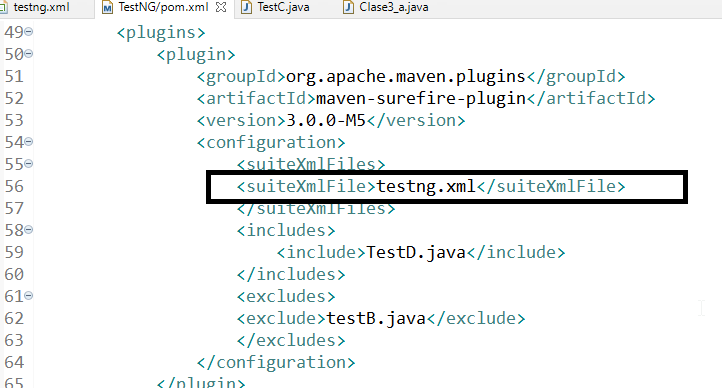 testng.xml TestNG/pom.xml TestC.java Clase3_a.java
49 <plugins>
50 <plugin>
51 <groupId>org.apache.maven.plugins</groupId>
52 <artifactId>maven-surefire-plugin</artifactId>
53 <version>3.0.0-M5</version>
54 <configuration>
55 <suiteXmlFiles>
56 <suiteXmlFile>testng.xml</suiteXmlFile>
57 </suiteXmlFiles>
58 <includes>
59 <include>TestD.java</include>
60 </includes>
61 <excludes>
62 <exclude>testB.java</exclude>
63 </excludes>
64 </configuration>
65 </plugin>